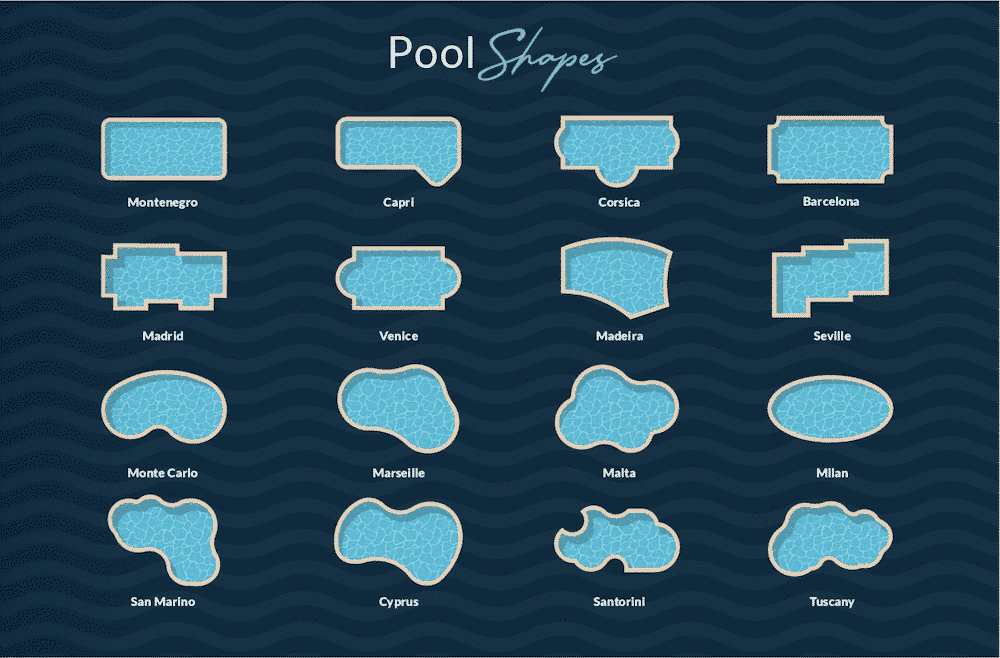 Pool Shapes
Montenegro
Capri
Corsica
Barcelona
Madrid
Venice
Madeira
Seville
Monte Carlo
Marseille
Malta
Milan
San Marino
Cyprus
Santorini
Tuscany